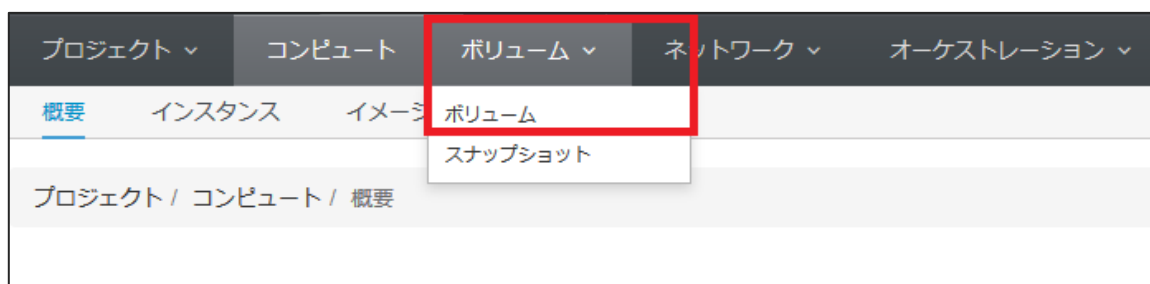 プロジェクト コンピュート ボリューム ネットワーク オーケストレーション
概要 インスタンス イメージ ボリューム
スナップショット
プロジェクト / コンピュート / 概要